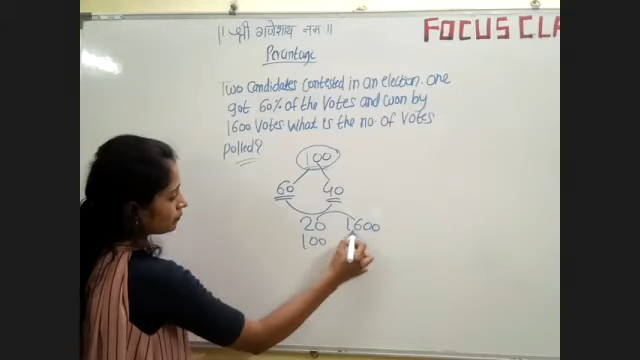 || श्री गणेशाय नमः ||
FOCUS CLA
Percantage
Two Candidates contested in an election. one
got 60% of the votes and won by
1600 Votes what is the no. of votes
polled?
100
60 40
20 1600
100